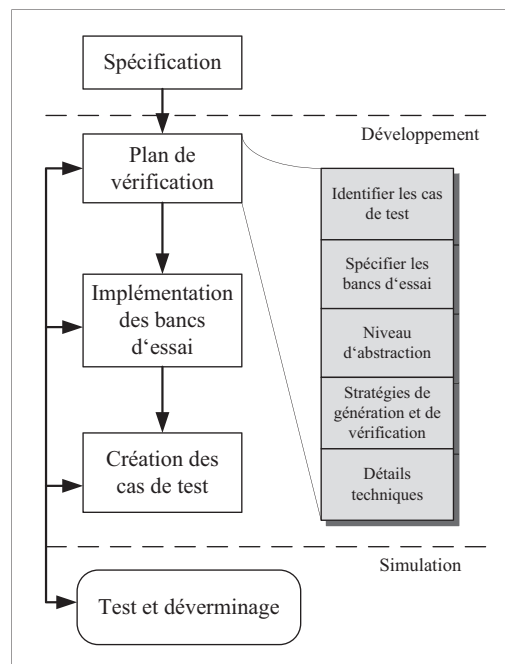 Spécification
Développement
Plan de
vérification
Identifier les cas
de test
Spécifier les
bancs d‘essai
Niveau
d‘abstraction
Stratégies de
génération et de
vérification
Détails
techniques
Implémentation
des bancs
d‘essai
Création des
cas de test
Simulation
Test et déverminage